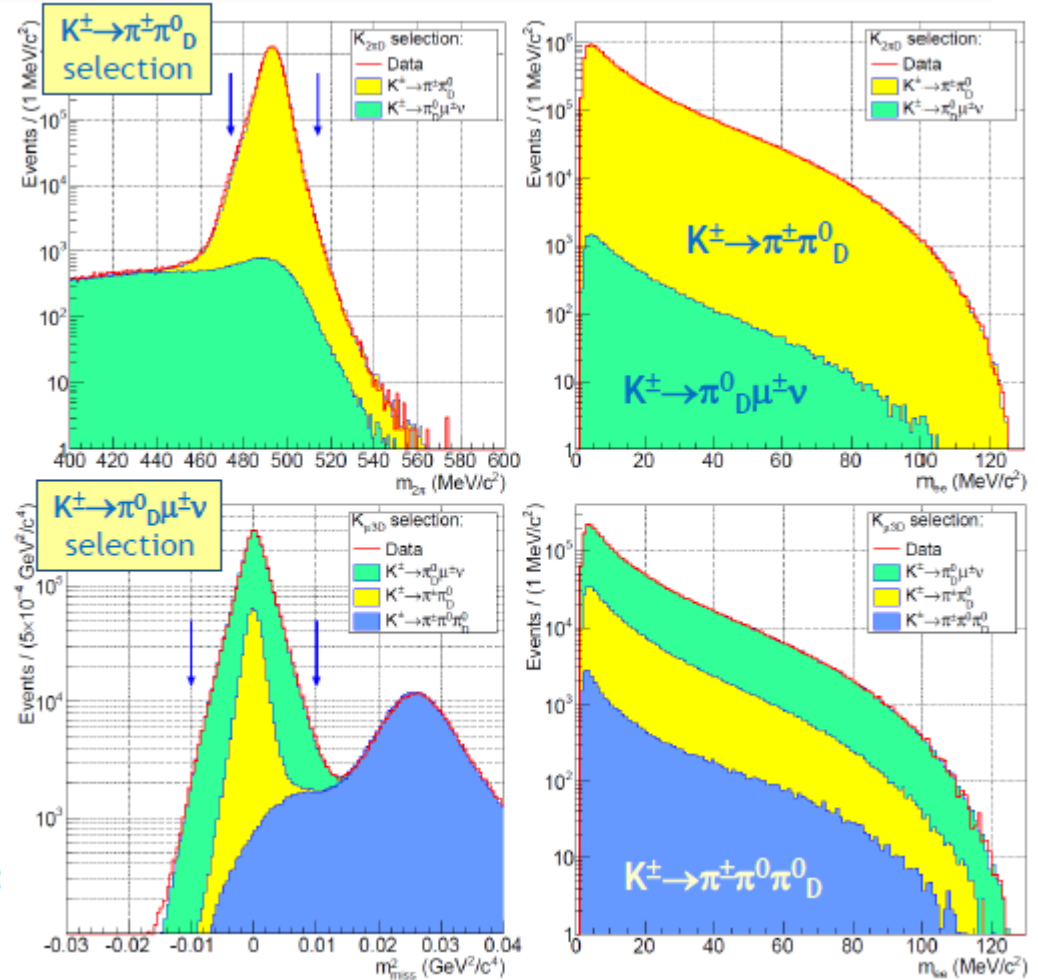 K±→π±π⁰D
selection
Events / (1 MeV/c²)
10⁵
10⁴
10³
10²
10
1
400 420 440 460 480 500 520 540 560 580 600
m2π (MeV/c²)
K2πD selection:
Data
K±→π±π⁰D
K±→π⁰Dμ±ν
Events / (1 MeV/c²)
10⁶
10⁵
10⁴
10³
10²
10
1
0 20 40 60 80 100 120
mee (MeV/c²)
K2πD selection:
Data
K±→π±π⁰D
K±→π⁰Dμ±ν
K±→π±π⁰D
K±→π⁰Dμ±ν
K±→π⁰Dμ±ν
selection
Events / (5×10⁻⁴ GeV²/c⁴)
10⁵
10⁴
10³
-0.03 -0.02 -0.01 0 0.01 0.02 0.03 0.04
m²miss (GeV²/c⁴)
Kμ3D selection:
Data
K±→π⁰Dμ±ν
K±→π±π⁰D
K±→π±π⁰π⁰D
Events / (1 MeV/c²)
10⁵
10⁴
10³
10²
10
1
0 20 40 60 80 100 120
mee (MeV/c²)
Kμ3D selection:
Data
K±→π⁰Dμ±ν
K±→π±π⁰D
K±→π±π⁰π⁰D
K±→π±π⁰π⁰D